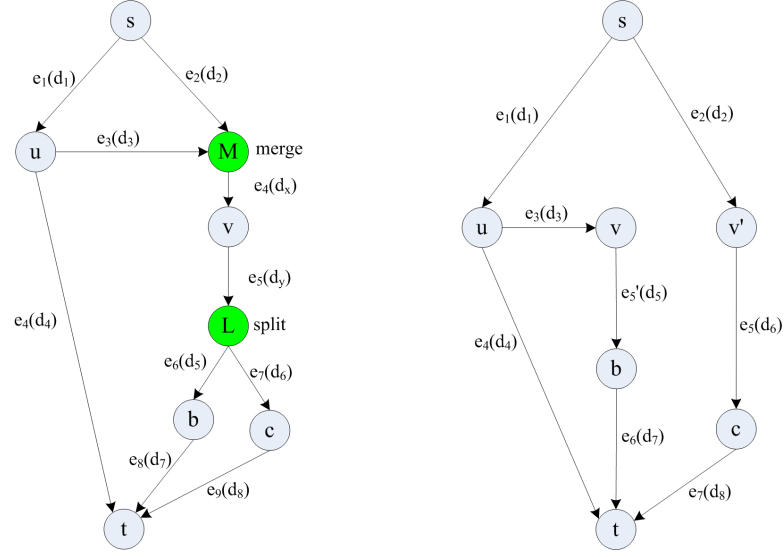 s
e₁(d₁)
e₂(d₂)
u
e₃(d₃)
M
merge
e₄(dₓ)
v
e₅(dᵧ)
e₄(d₄)
L
split
e₆(d₅)
e₇(d₆)
b
c
e₈(d₇)
e₉(d₈)
t
s
e₁(d₁)
e₂(d₂)
u
e₃(d₃)
v
v'
e₅'(d₅)
e₄(d₄)
e₅(d₆)
b
c
e₆(d₇)
e₇(d₈)
t